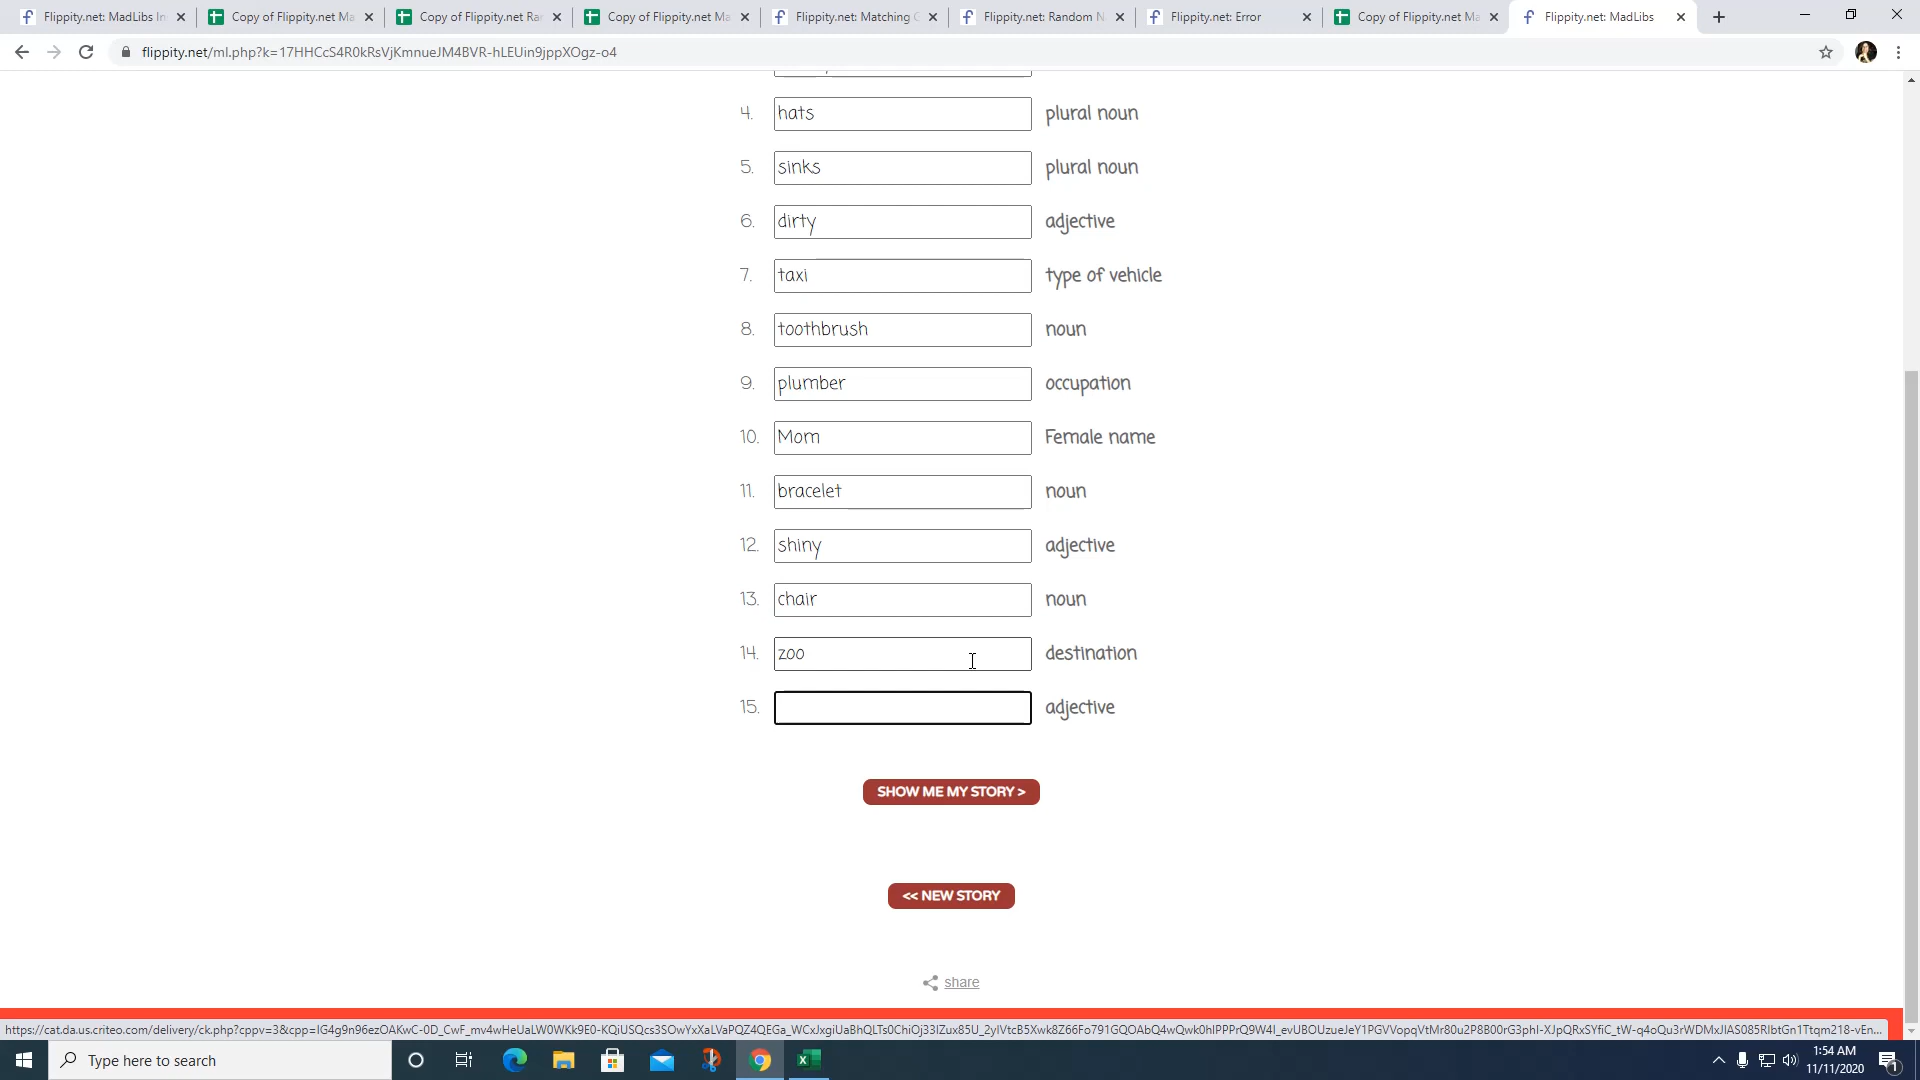 Flippity.net: MadLibs In
Copy of Flippity.net Ma
Copy of Flippity.net Ra
Copy of Flippity.net Ma
Flippity.net: Matching G
Flippity.net: Random N
Flippity.net: Error
Copy of Flippity.net Ma
Flippity.net: MadLibs
flippity.net/ml.php?k=17HHCcS4R0kRsVjKmnueJM4BVR-hLEUin9jppXOgz-o4
4. hats plural noun
5. sinks plural noun
6. dirty adjective
7. taxi type of vehicle
8. toothbrush noun
9. plumber occupation
10. Mom Female name
11. bracelet noun
12. shiny adjective
13. chair noun
14. zoo destination
15. adjective
SHOW ME MY STORY >
<< NEW STORY
share
Type here to search
1:54 AM
11/11/2020
1